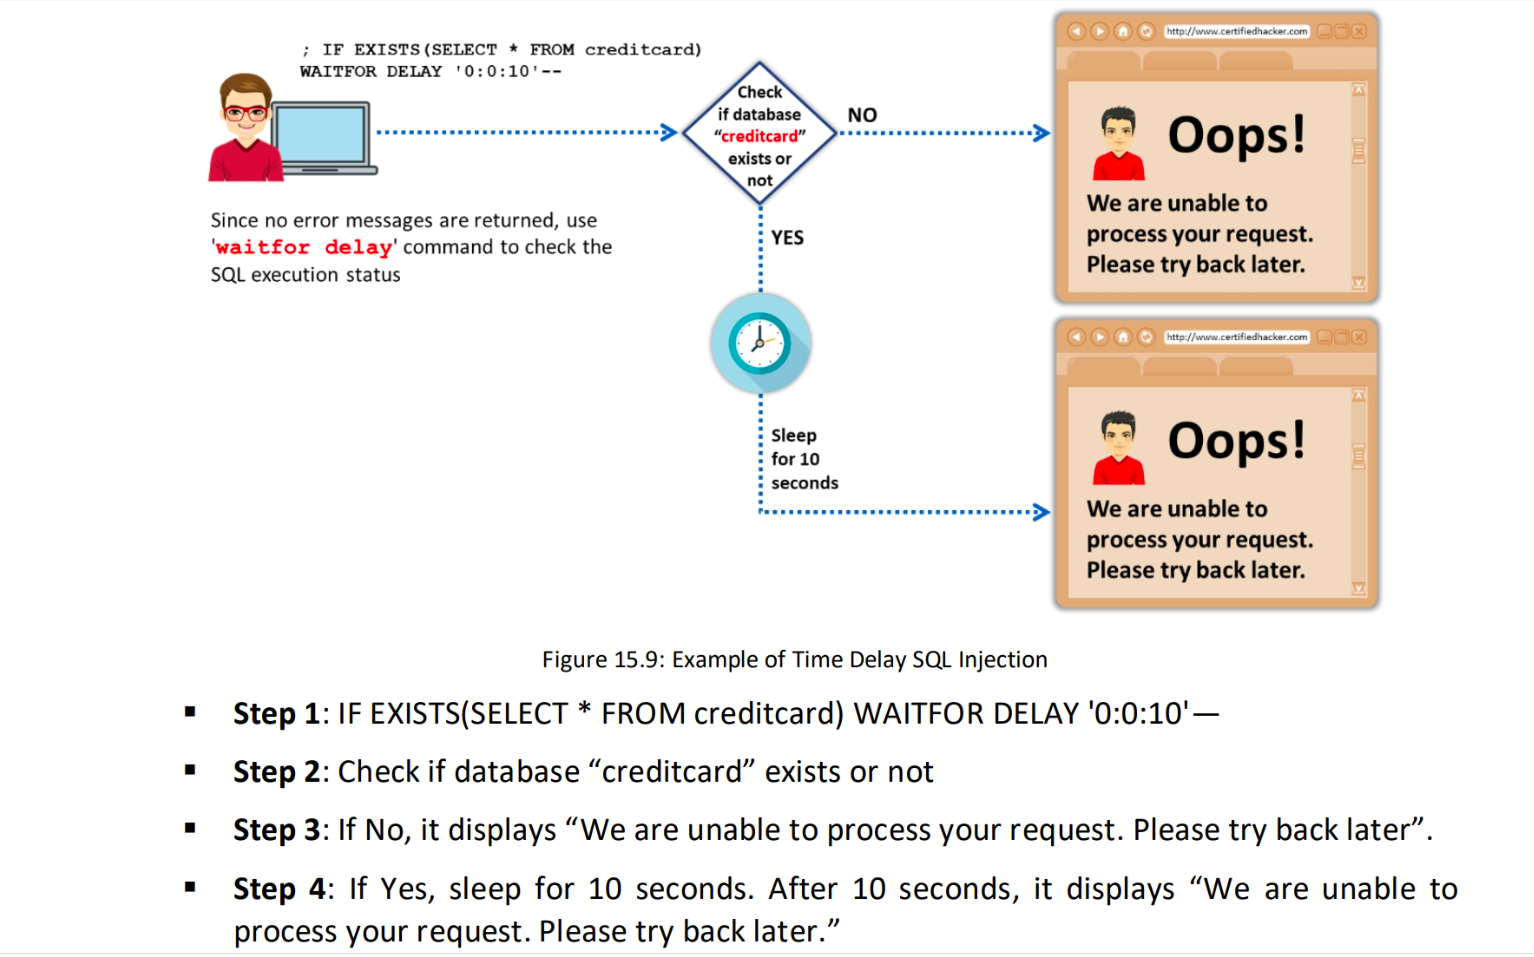 ; IF EXISTS(SELECT * FROM creditcard)
WAITFOR DELAY '0:0:10'--
Since no error messages are returned, use
'waitfor delay' command to check the
SQL execution status
Check
if database
“creditcard”
exists or
not
NO
YES
Sleep
for 10
seconds
http://www.certifiedhacker.com
Oops!
We are unable to
process your request.
Please try back later.
http://www.certifiedhacker.com
Oops!
We are unable to
process your request.
Please try back later.
Figure 15.9: Example of Time Delay SQL Injection
▪ Step 1: IF EXISTS(SELECT * FROM creditcard) WAITFOR DELAY '0:0:10'—
▪ Step 2: Check if database “creditcard” exists or not
▪ Step 3: If No, it displays “We are unable to process your request. Please try back later”.
▪ Step 4: If Yes, sleep for 10 seconds. After 10 seconds, it displays “We are unable to
process your request. Please try back later.”